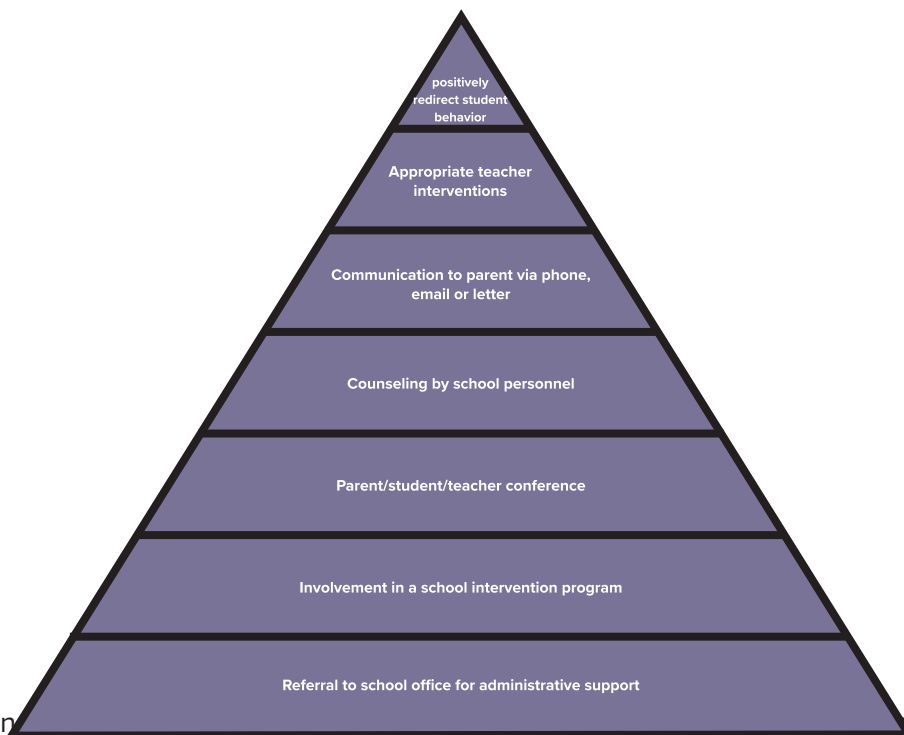 positively
redirect student
behavior
Appropriate teacher
interventions
Communication to parent via phone,
email or letter
Counseling by school personnel
Parent/student/teacher conference
Involvement in a school intervention program
Referral to school office for administrative support
n